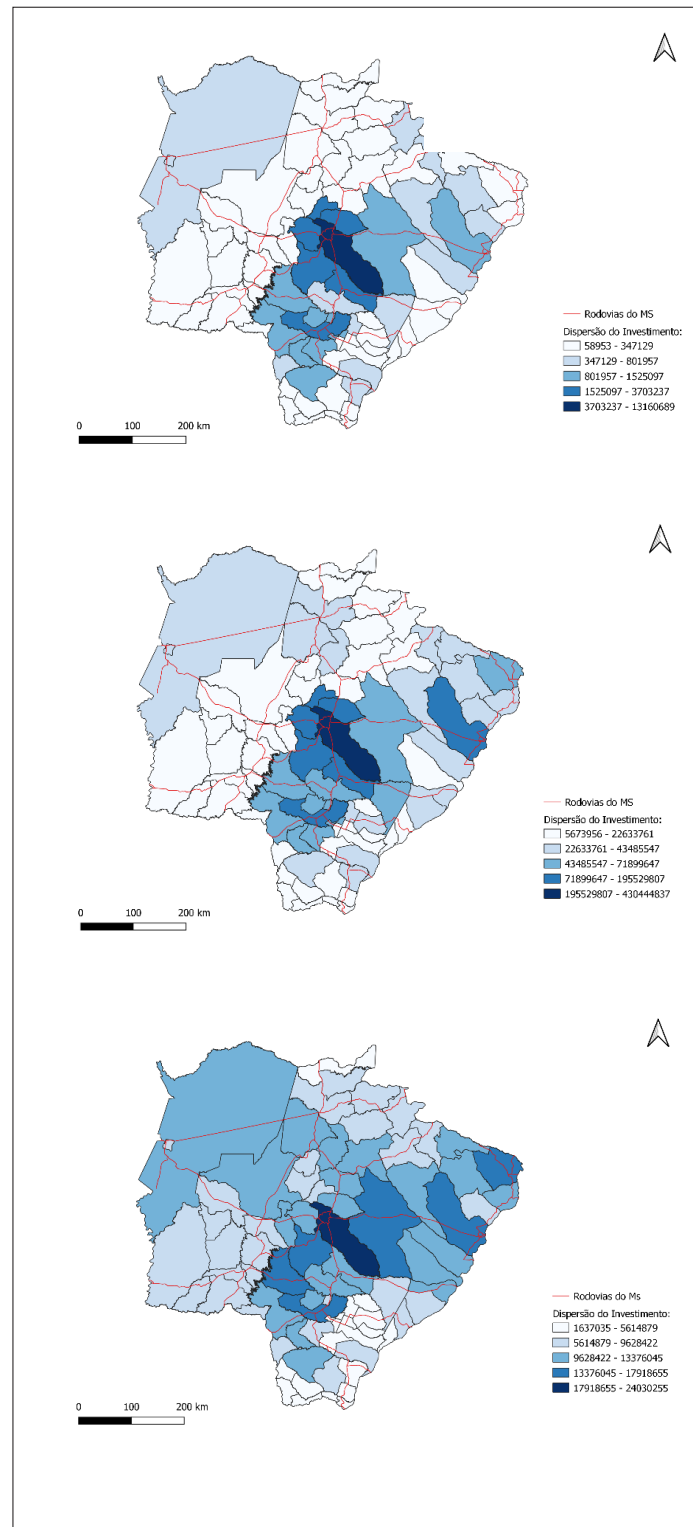 Rodovias do MS
Dispersão do Investimento:
58953 - 347129
347129 - 801957
801957 - 1525097
1525097 - 3703237
3703237 - 13160689
0 100 200 km
Rodovias do MS
Dispersão do Investimento:
5673956 - 22633761
22633761 - 43485547
43485547 - 71899647
71899647 - 195529807
195529807 - 430444837
0 100 200 km
Rodovias do Ms
Dispersão do Investimento:
1637035 - 5614879
5614879 - 9628422
9628422 - 13376045
13376045 - 17918655
17918655 - 24030255
0 100 200 km